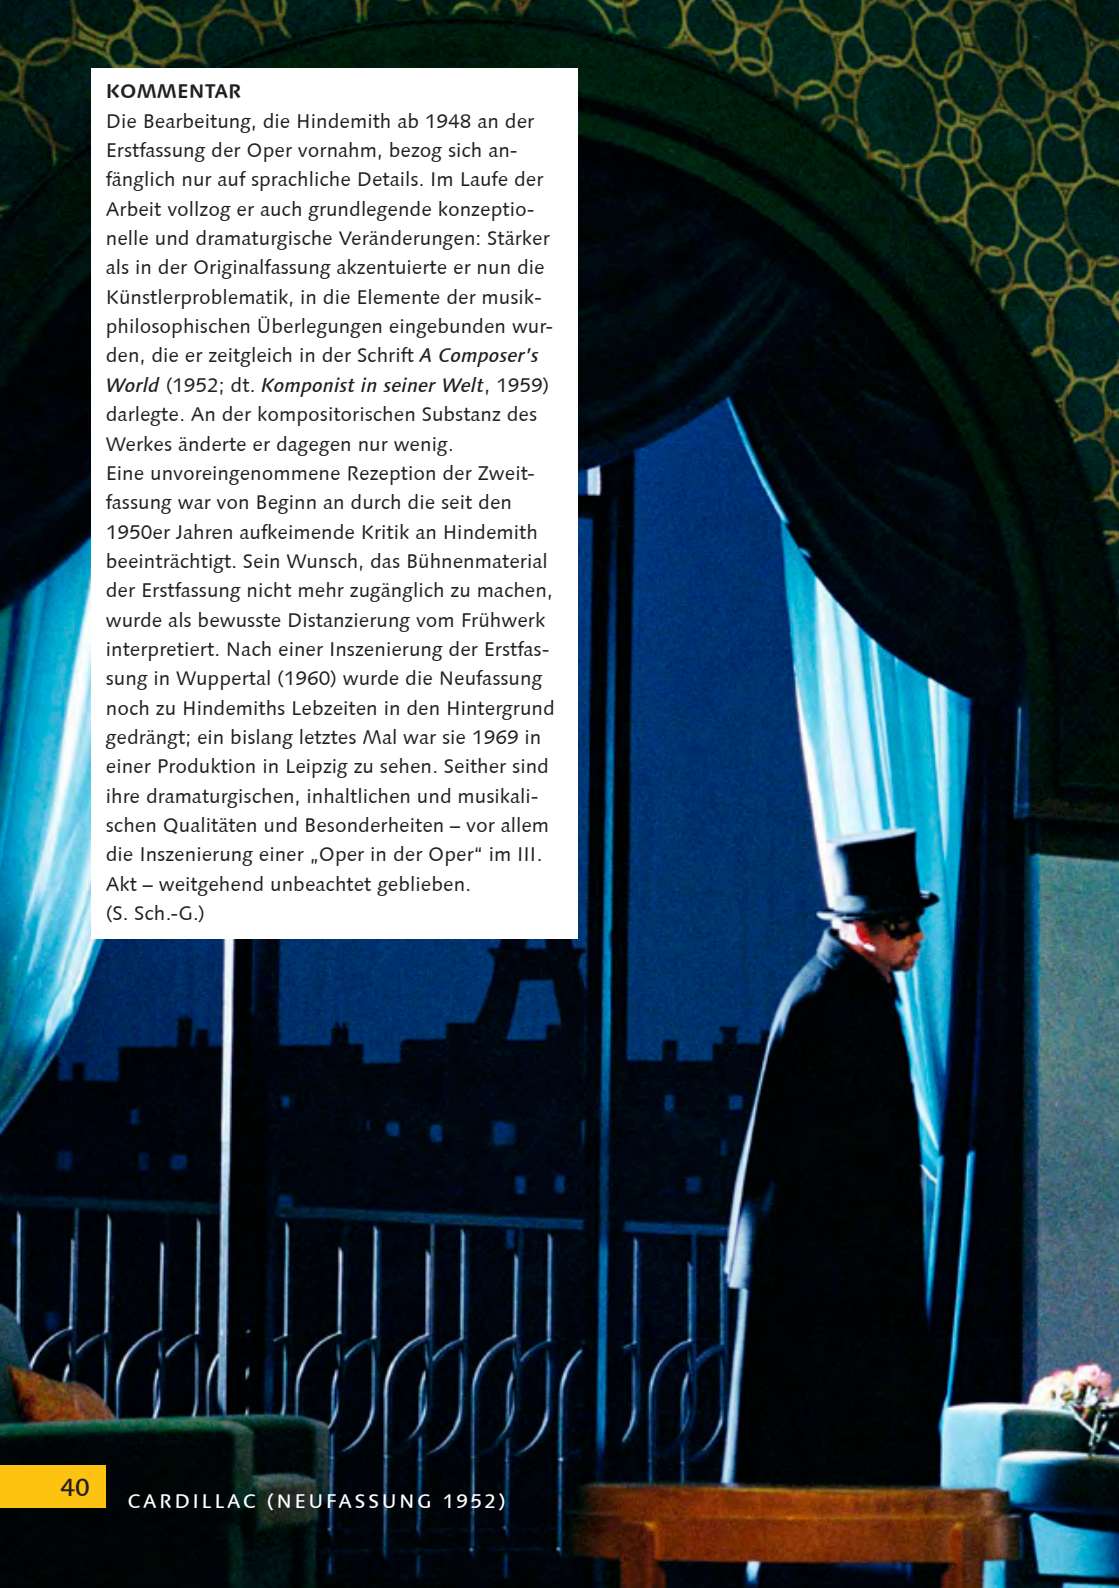 KOMMENTAR
Die Bearbeitung, die Hindemith ab 1948 an der
Erstfassung der Oper vornahm, bezog sich an-
fänglich nur auf sprachliche Details. Im Laufe der
Arbeit vollzog er auch grundlegende konzeptio-
nelle und dramaturgische Veränderungen: Stärker
als in der Originalfassung akzentuierte er nun die
Künstlerproblematik, in die Elemente der musik-
philosophischen Überlegungen eingebunden wur-
den, die er zeitgleich in der Schrift A Composer's
World (1952; dt. Komponist in seiner Welt, 1959)
darlegte. An der kompositorischen Substanz des
Werkes änderte er dagegen nur wenig.
Eine unvoreingenommene Rezeption der Zweit-
fassung war von Beginn an durch die seit den
1950er Jahren aufkeimende Kritik an Hindemith
beeinträchtigt. Sein Wunsch, das Bühnenmaterial
der Erstfassung nicht mehr zugänglich zu machen,
wurde als bewusste Distanzierung vom Frühwerk
interpretiert. Nach einer Inszenierung der Erstfas-
sung in Wuppertal (1960) wurde die Neufassung
noch zu Hindemiths Lebzeiten in den Hintergrund
gedrängt; ein bislang letztes Mal war sie 1969 in
einer Produktion in Leipzig zu sehen. Seither sind
ihre dramaturgischen, inhaltlichen und musikali-
schen Qualitäten und Besonderheiten – vor allem
die Inszenierung einer „Oper in der Oper“ im III.
Akt – weitgehend unbeachtet geblieben.
(S. Sch.-G.)
40
CARDILLAC (NEUFASSUNG 1952)